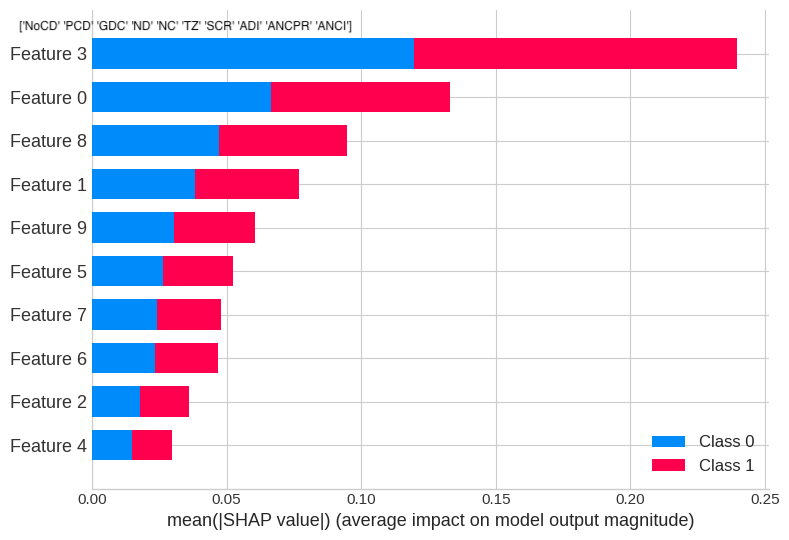 ['NoCD' 'PCD' 'GDC' 'ND' 'NC' 'TZ' 'SCR' 'ADI' 'ANCPR' 'ANCI']
Feature 3
Feature 0
Feature 8
Feature 1
Feature 9
Feature 5
Feature 7
Feature 6
Feature 2
Feature 4
Class 0
Class 1
0.00 0.05 0.10 0.15 0.20 0.25
mean(|SHAP value|) (average impact on model output magnitude)